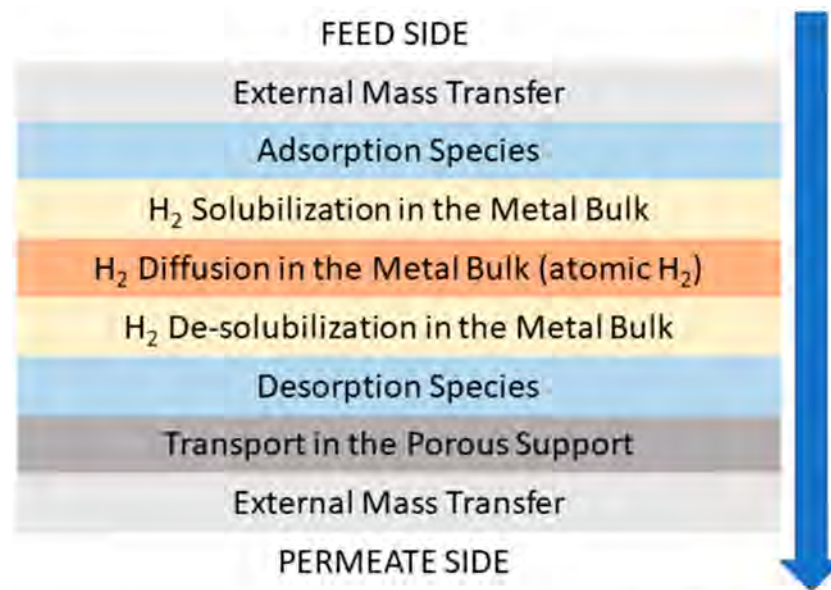 FEED SIDE
External Mass Transfer
Adsorption Species
H₂ Solubilization in the Metal Bulk
H₂ Diffusion in the Metal Bulk (atomic H₂)
H₂ De-solubilization in the Metal Bulk
Desorption Species
Transport in the Porous Support
External Mass Transfer
PERMEATE SIDE